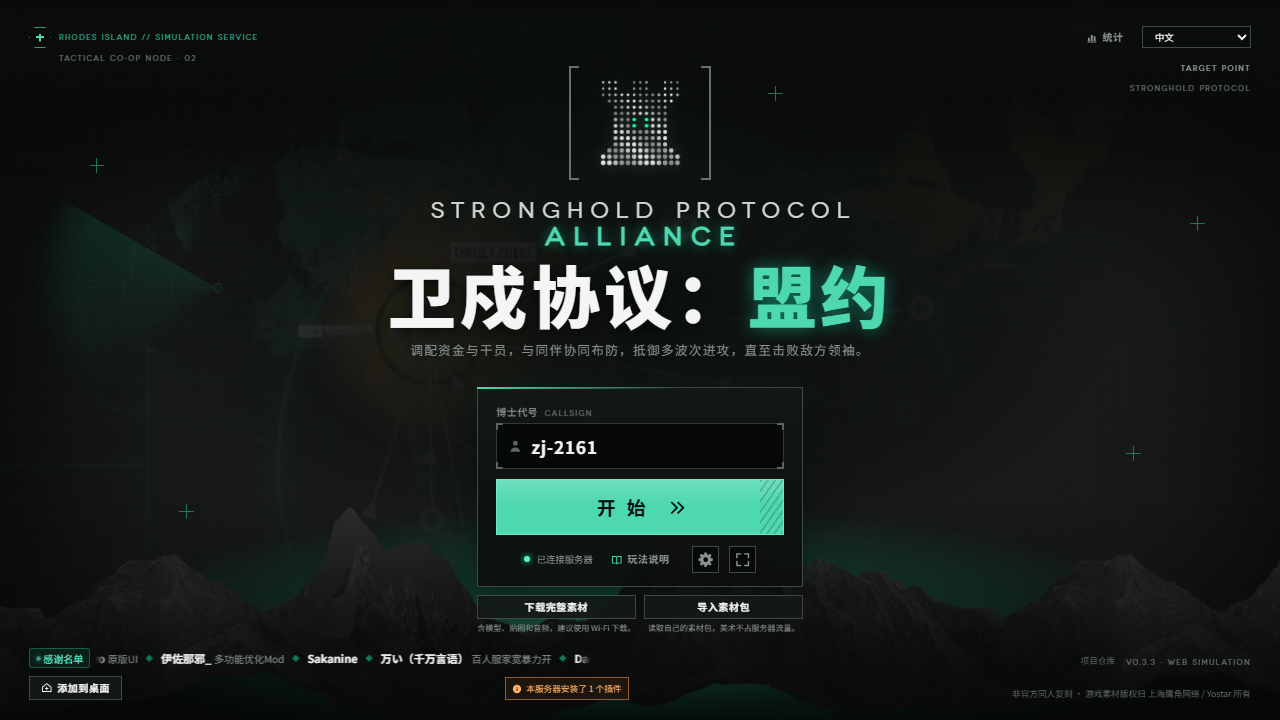 RHODES ISLAND // SIMULATION SERVICE
TACTICAL CO-OP NODE · 02
统计
中文
TARGET POINT
STRONGHOLD PROTOCOL
STRONGHOLD PROTOCOL
ALLIANCE
TARGET POINT
卫戍协议：盟约
调配资金与干员，与同伴协同布防，抵御多波次进攻，直至击败敌方领袖。
博士代号 CALLSIGN
zj-2161
开始
已连接服务器
玩法说明
下载完整素材
导入素材包
含模型、贴图和音频，建议使用 Wi-Fi 下载。
读取自己的素材包，美术不占服务器流量。
感谢名单
原版UI ◆ 伊佐那邪_ 多功能优化Mod ◆ Sakanine ◆ 万い（千万言语） 百人服家宽暴力开 ◆ Da
添加到桌面
本服务器安装了 1 个插件
项目仓库 V0.3.3 · WEB SIMULATION
非官方同人复刻 · 游戏素材版权归 上海鹰角网络 / Yostar 所有